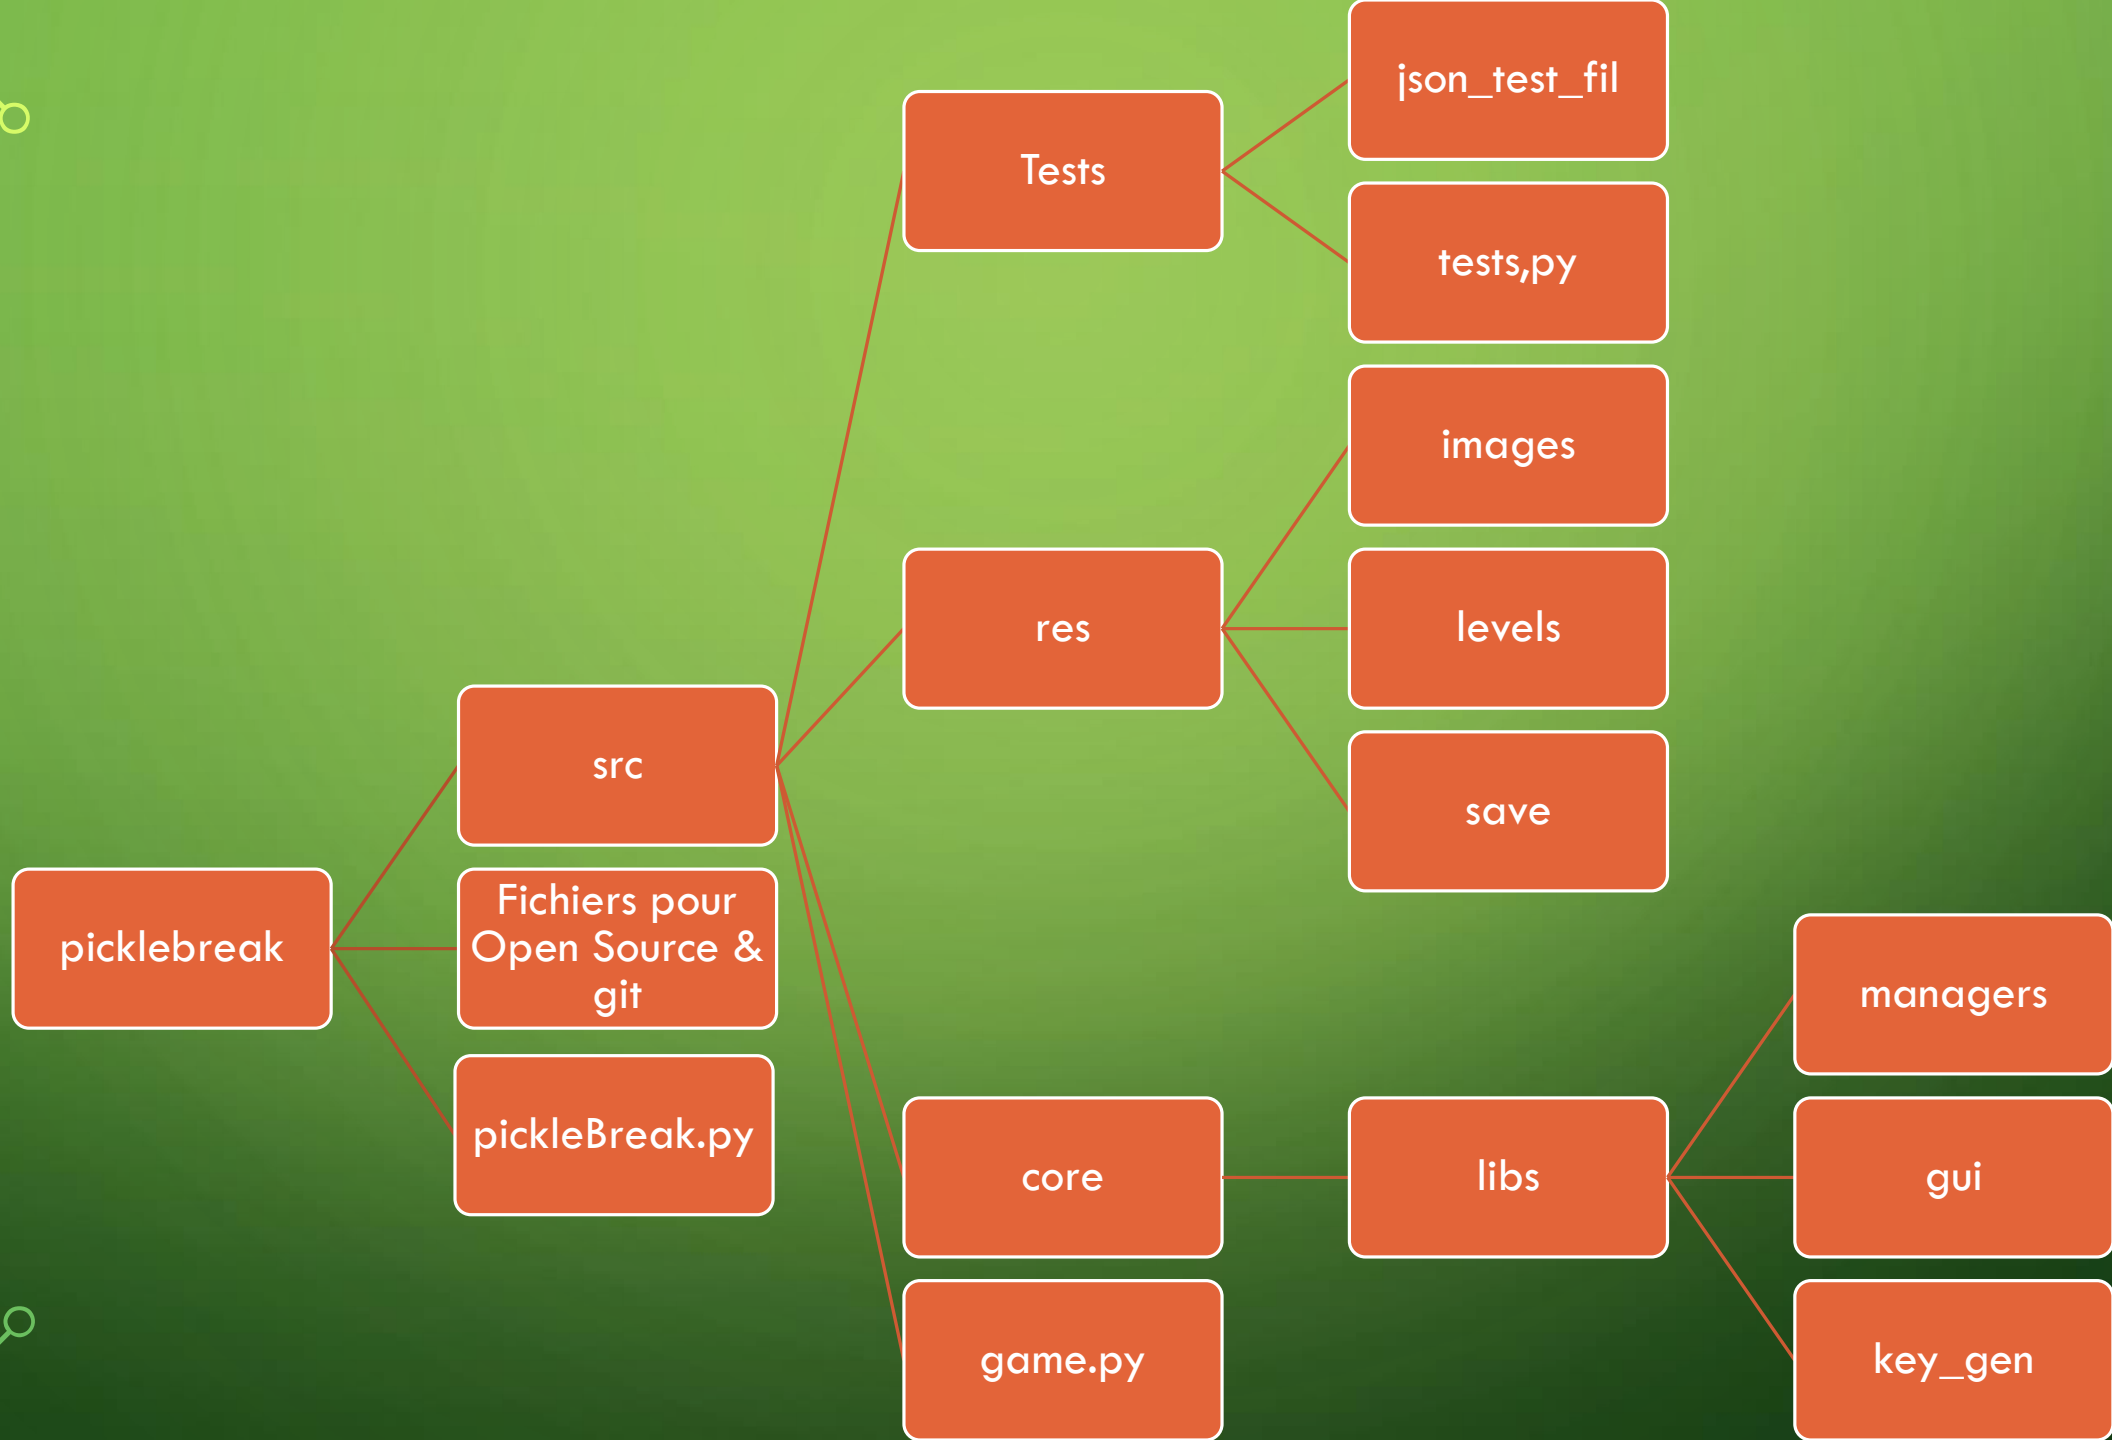 picklebreak
src
Fichiers pour
Open Source &
git
pickleBreak.py
Tests
json_test_fil
tests,py
res
images
levels
save
core
libs
managers
gui
key_gen
game.py